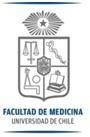 FACULTAD DE MEDICINA
UNIVERSIDAD DE CHILE